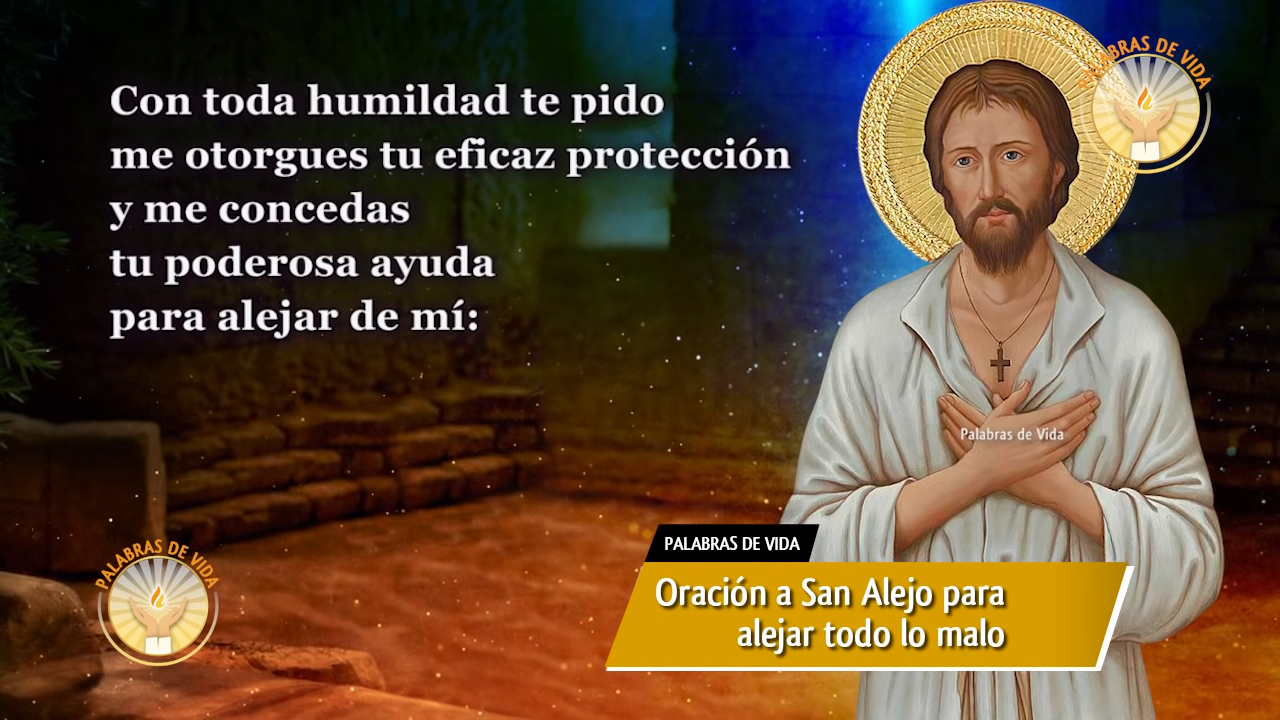 Con toda humildad te pido
me otorgues tu eficaz protección
y me concedas
tu poderosa ayuda
para alejar de mí:
PALABRAS DE VIDA
Palabras de Vida
PALABRAS DE VIDA
Oración a San Alejo para
alejar todo lo malo
PALABRAS DE VIDA